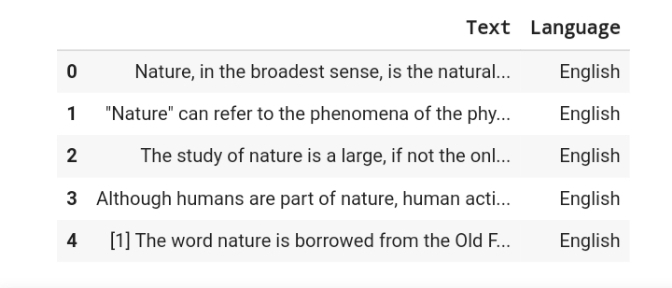 Text Language
0 Nature, in the broadest sense, is the natural... English
1 "Nature" can refer to the phenomena of the phy... English
2 The study of nature is a large, if not the onl... English
3 Although humans are part of nature, human acti... English
4 [1] The word nature is borrowed from the Old F... English